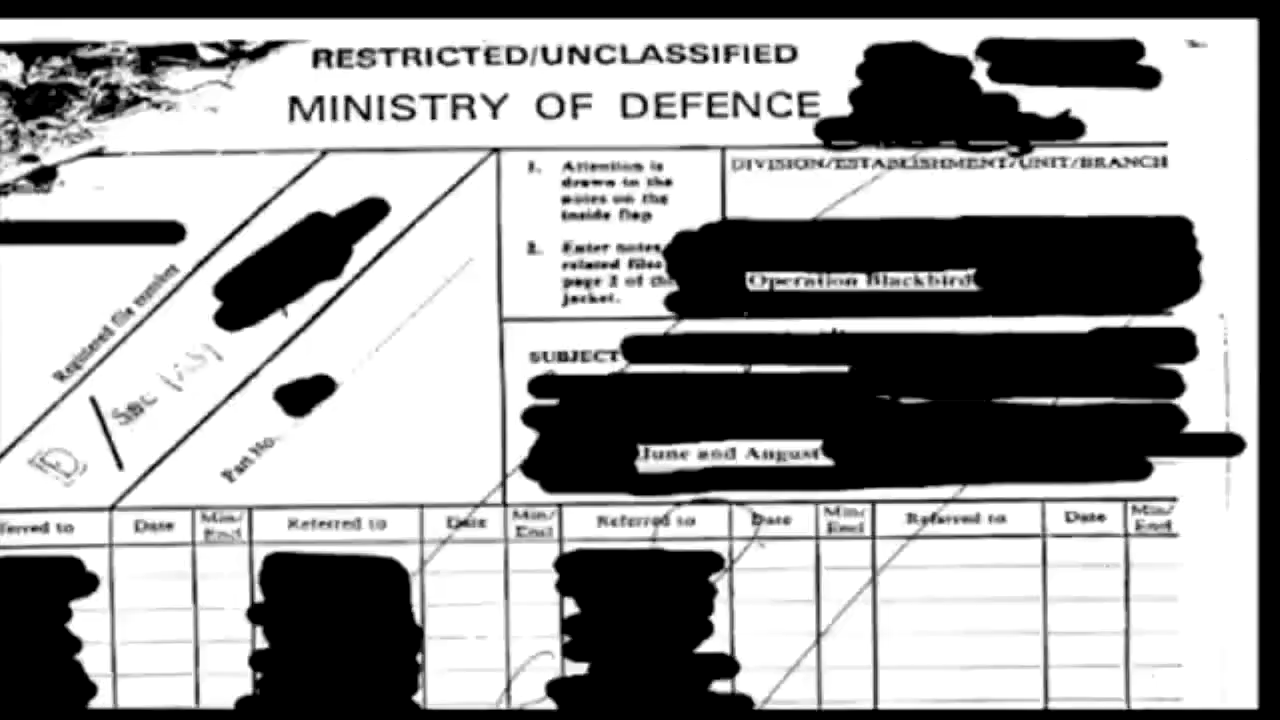 RESTRICTED/UNCLASSIFIED
MINISTRY OF DEFENCE
1. Attention is
drawn to the
notes on the
inside flap
2. Enter notes
related files
page 2 of the
jacket.
DIVISION/ESTABLISHMENT/UNIT/BRANCH
Operation Blackbird
Registered file number
D / SEC (AS)
Part No.
SUBJECT
June and August
ferred to Date Min/ Referred to Date Min/ Referred to Date Min/ Referred to Date Min/
Encl Encl Encl Encl